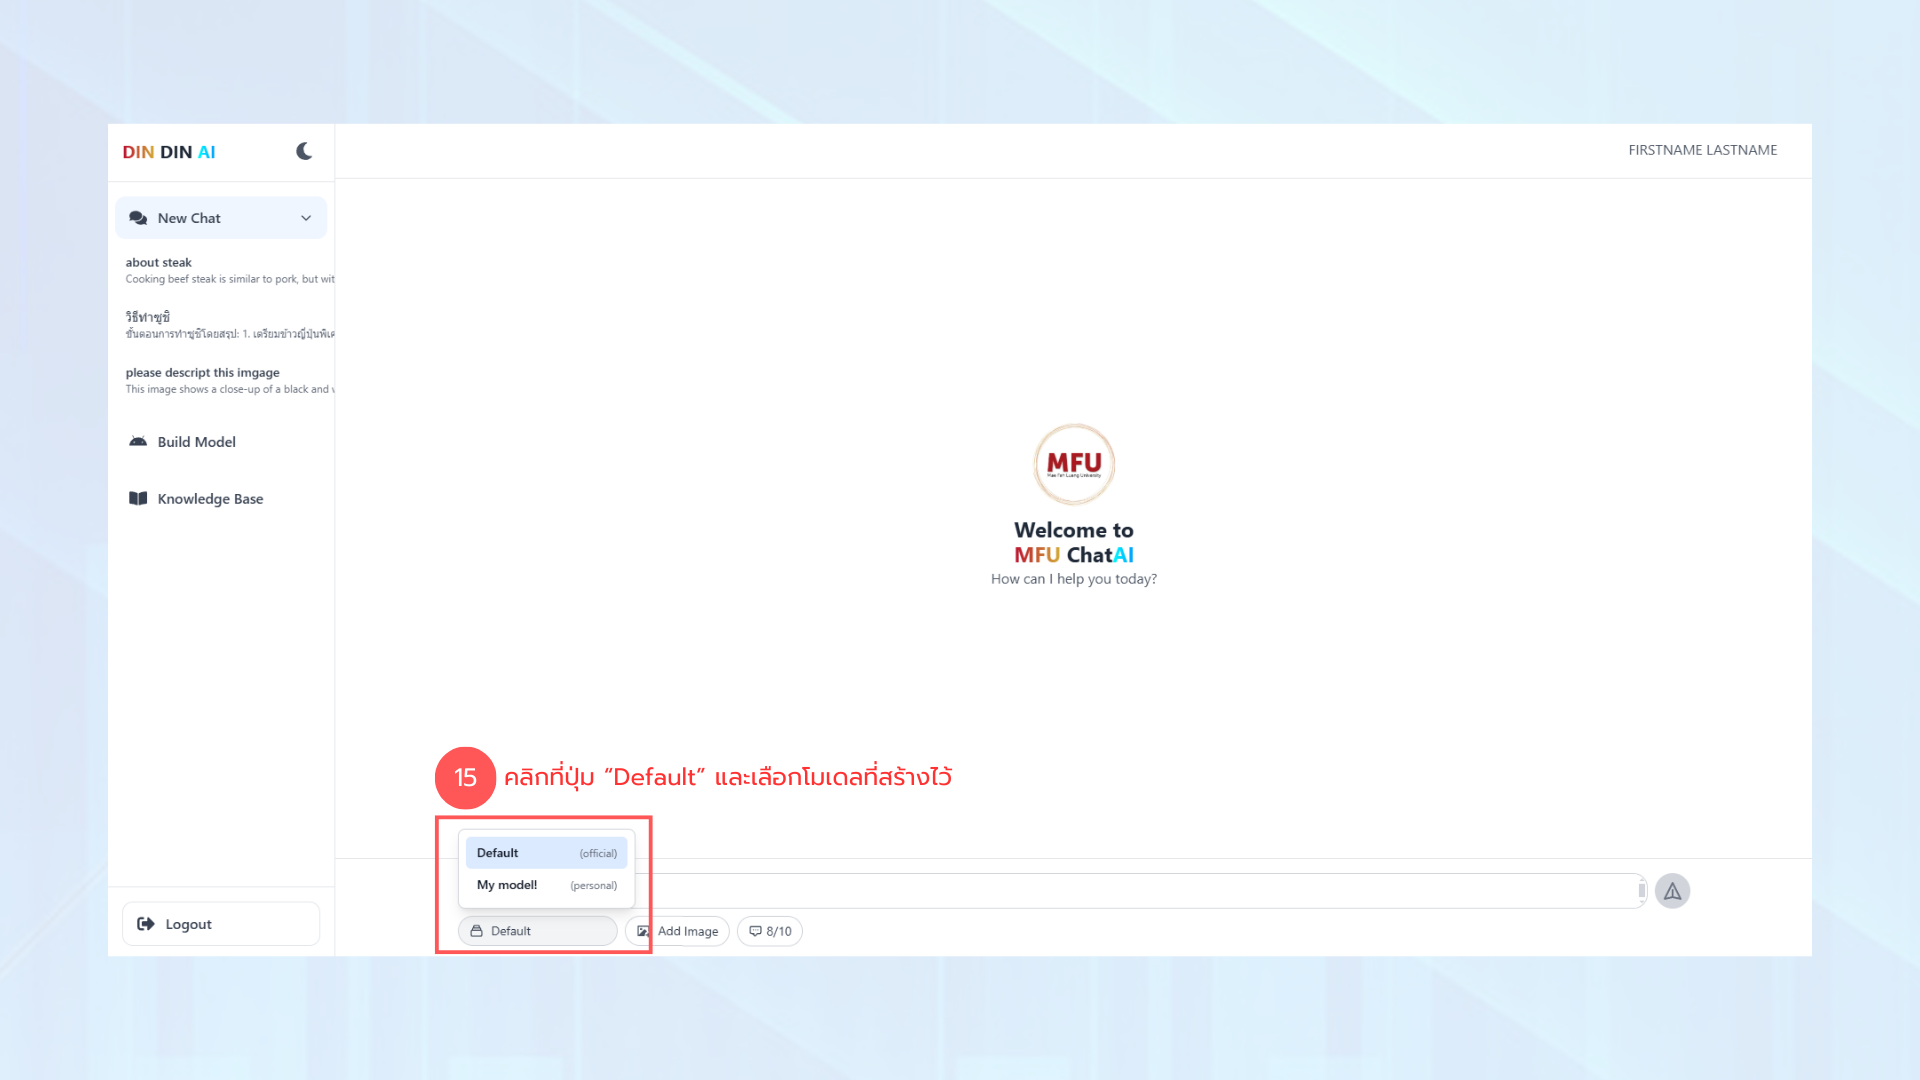 DIN DIN AI
FIRSTNAME LASTNAME
New Chat
about steak
Cooking beef steak is similar to pork, but wit
วิธีทำซูชิ
ขั้นตอนการทำซูชิโดยสรุป: 1. เตรียมข้าวญี่ปุ่นพิเศ
please descript this imgage
This image shows a close-up of a black and w
Build Model
Knowledge Base
MFU
Mae Fah Luang University
Welcome to
MFU ChatAI
How can I help you today?
15 คลิกที่ปุ่ม “Default” และเลือกโมเดลที่สร้างไว้
Default (official)
My model! (personal)
Default
Add Image
8/10
Logout